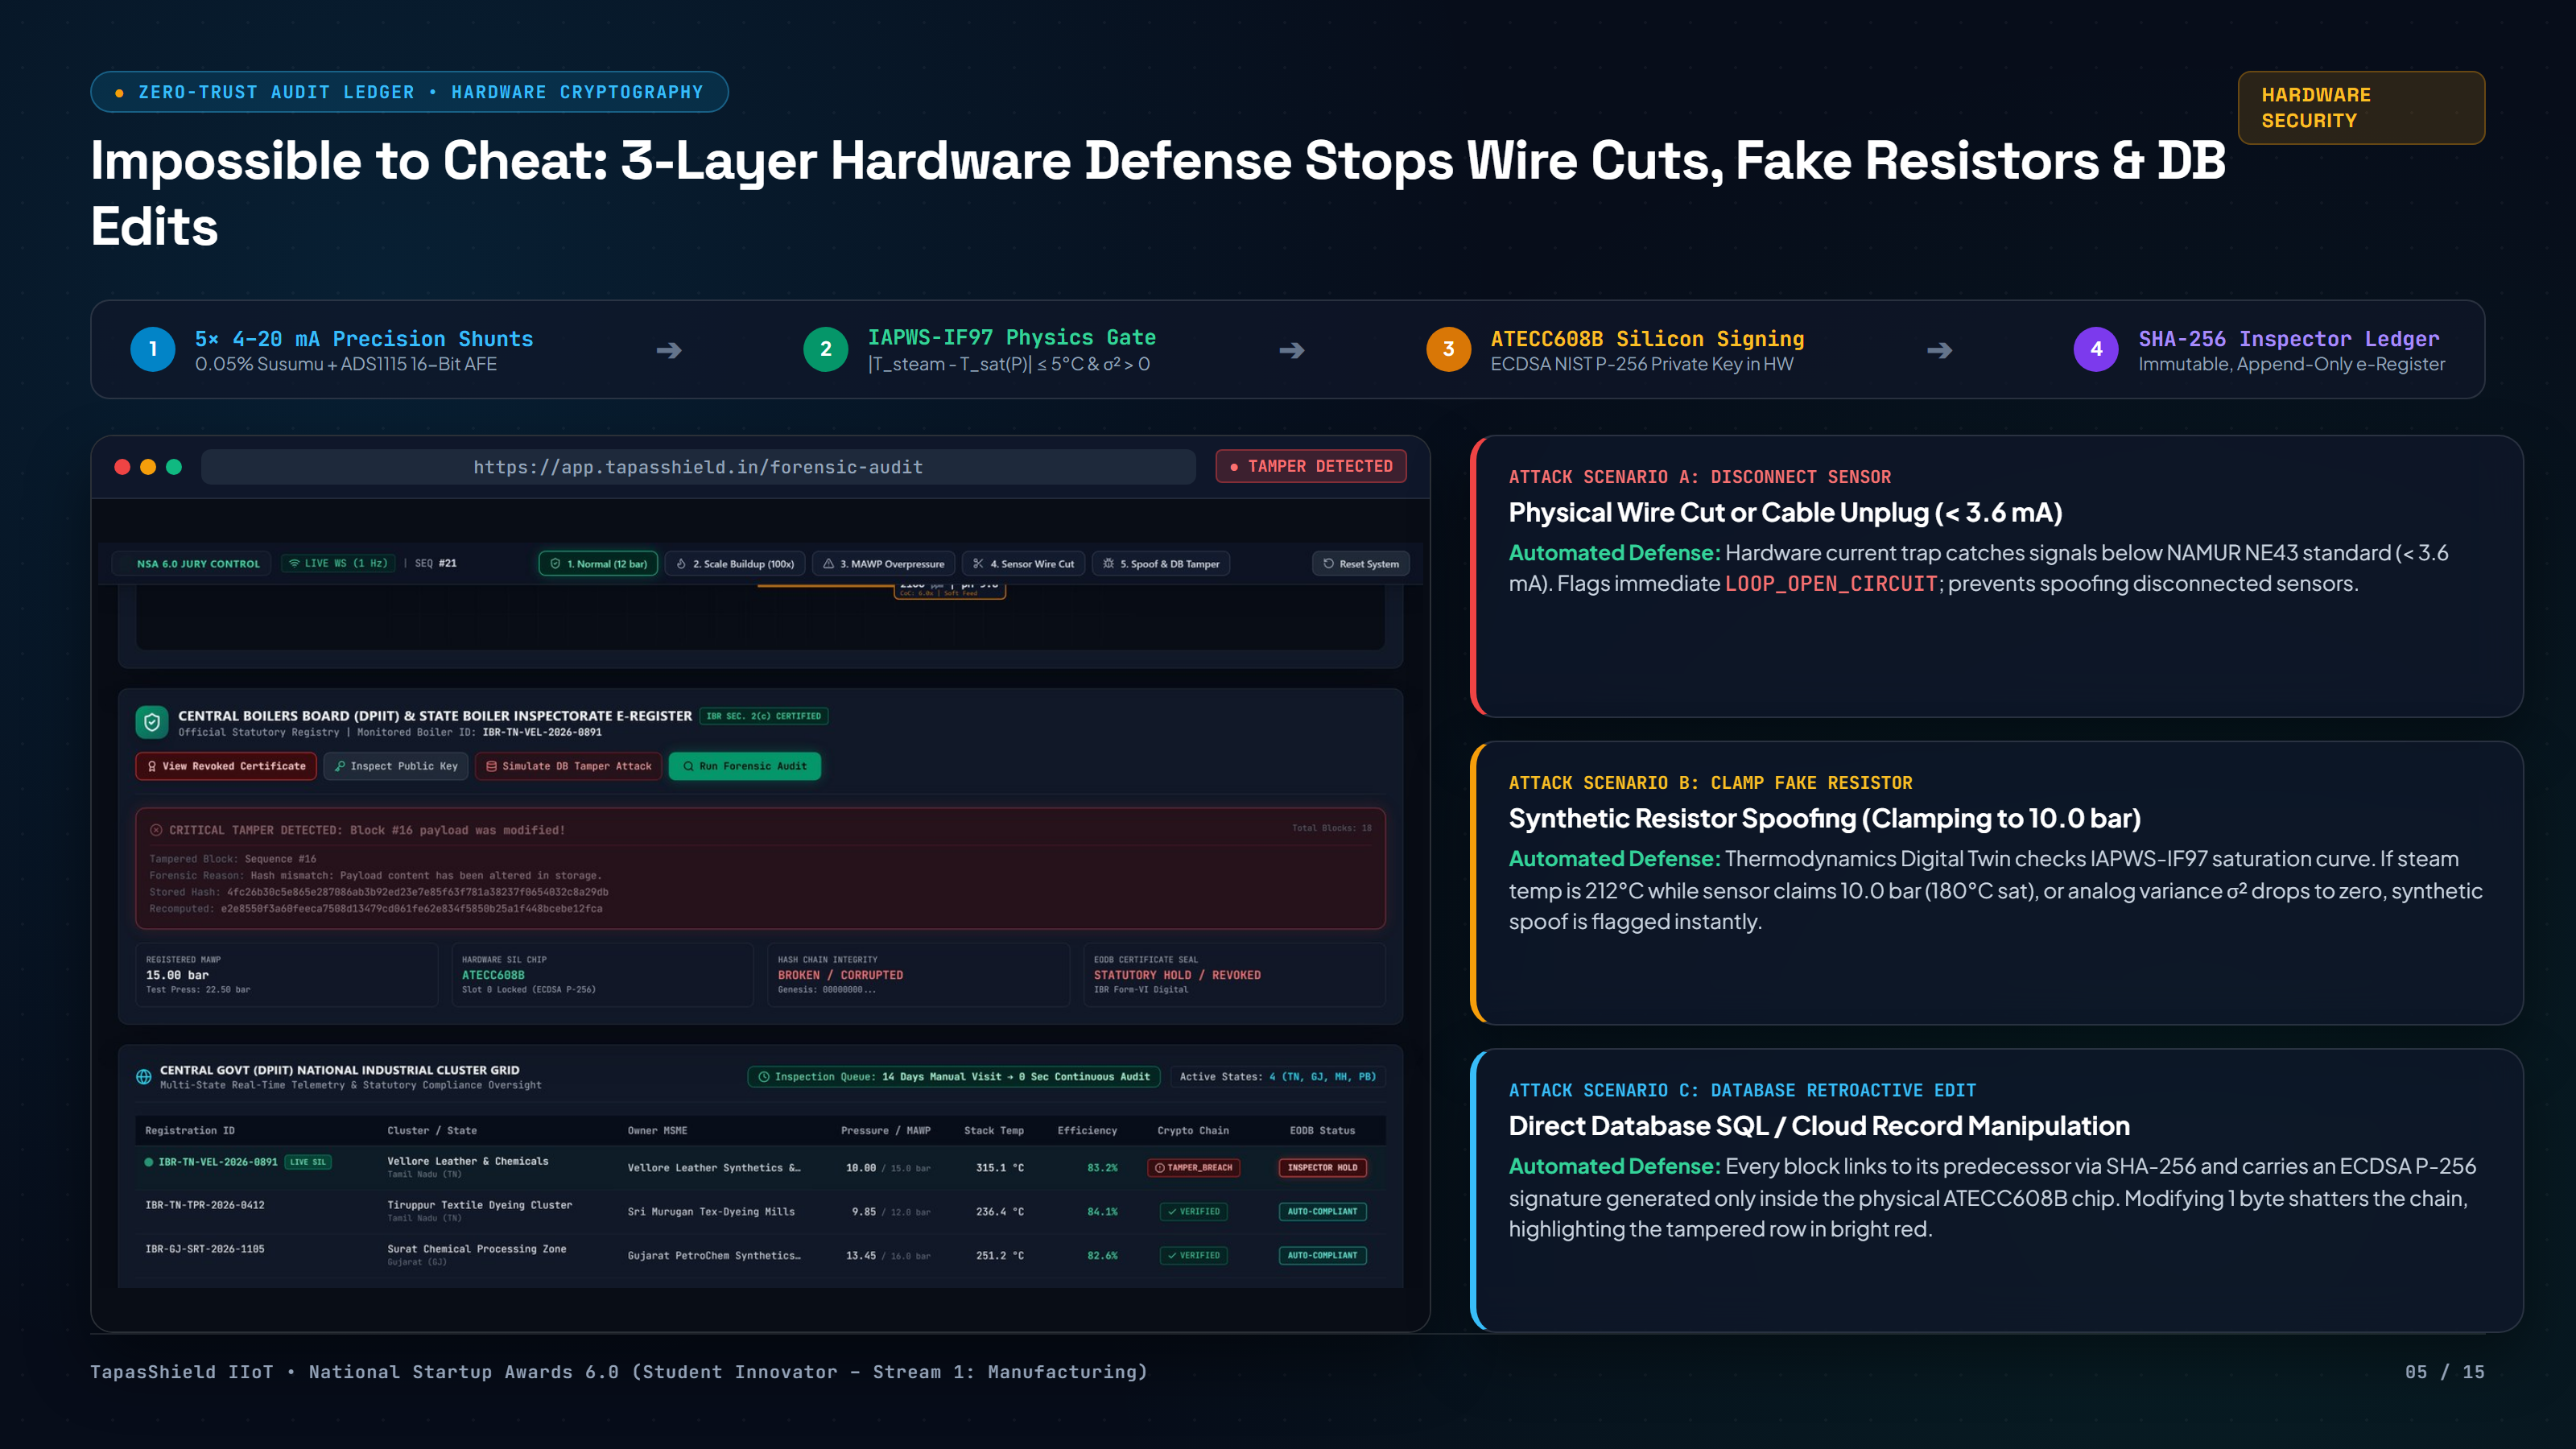 ZERO-TRUST AUDIT LEDGER • HARDWARE CRYPTOGRAPHY
HARDWARE
SECURITY
Impossible to Cheat: 3-Layer Hardware Defense Stops Wire Cuts, Fake Resistors & DB
Edits
1
5× 4–20 mA Precision Shunts
0.05% Susumu + ADS1115 16-Bit AFE
➔
2
IAPWS-IF97 Physics Gate
|T_steam - T_sat(P)| ≤ 5°C & σ² > 0
➔
3
ATECC608B Silicon Signing
ECDSA NIST P-256 Private Key in HW
➔
4
SHA-256 Inspector Ledger
Immutable, Append-Only e-Register
https://app.tapasshield.in/forensic-audit
TAMPER DETECTED
NSA 6.0 JURY CONTROL
LIVE WS (1 Hz)
| SEQ #21
1. Normal (12 bar)
2. Scale Buildup (100x)
3. MAWP Overpressure
4. Sensor Wire Cut
5. Spoof & DB Tamper
Reset System
CoC: 6.0x | Soft Feed
CENTRAL BOILERS BOARD (DPIIT) & STATE BOILER INSPECTORATE E-REGISTER
IBR SEC. 2(c) CERTIFIED
Official Statutory Registry | Monitored Boiler ID: IBR-TN-VEL-2026-0891
View Revoked Certificate
Inspect Public Key
Simulate DB Tamper Attack
Run Forensic Audit
CRITICAL TAMPER DETECTED: Block #16 payload was modified!
Total Blocks: 18
Tampered Block: Sequence #16
Forensic Reason: Hash mismatch: Payload content has been altered in storage.
Stored Hash: 4fc26b30c5e865e287086ab3b92ed23e7e85f63f781a38237f0654032c8a29db
Recomputed: e2e8550f3a60feeca7508d13479cd061fe62e834f5850b25a1f448bcebe12fca
REGISTERED MAWP
15.00 bar
Test Press: 22.50 bar
HARDWARE SIL CHIP
ATECC608B
Slot 0 Locked (ECDSA P-256)
HASH CHAIN INTEGRITY
BROKEN / CORRUPTED
Genesis: 00000000...
EODB CERTIFICATE SEAL
STATUTORY HOLD / REVOKED
IBR Form-VI Digital
CENTRAL GOVT (DPIIT) NATIONAL INDUSTRIAL CLUSTER GRID
Multi-State Real-Time Telemetry & Statutory Compliance Oversight
Inspection Queue: 14 Days Manual Visit → 0 Sec Continuous Audit
Active States: 4 (TN, GJ, MH, PB)
Registration ID Cluster / State Owner MSME Pressure / MAWP Stack Temp Efficiency Crypto Chain EODB Status
IBR-TN-VEL-2026-0891 LIVE SIL Vellore Leather & Chemicals Vellore Leather Synthetics &… 10.00 / 15.0 bar 315.1 °C 83.2% TAMPER_BREACH INSPECTOR HOLD
Tamil Nadu (TN)
IBR-TN-TPR-2026-0412 Tiruppur Textile Dyeing Cluster Sri Murugan Tex-Dyeing Mills 9.85 / 12.0 bar 236.4 °C 84.1% VERIFIED AUTO-COMPLIANT
Tamil Nadu (TN)
IBR-GJ-SRT-2026-1105 Surat Chemical Processing Zone Gujarat PetroChem Synthetics… 13.45 / 16.0 bar 251.2 °C 82.6% VERIFIED AUTO-COMPLIANT
Gujarat (GJ)
ATTACK SCENARIO A: DISCONNECT SENSOR
Physical Wire Cut or Cable Unplug (< 3.6 mA)
Automated Defense: Hardware current trap catches signals below NAMUR NE43 standard (< 3.6
mA). Flags immediate LOOP_OPEN_CIRCUIT; prevents spoofing disconnected sensors.
ATTACK SCENARIO B: CLAMP FAKE RESISTOR
Synthetic Resistor Spoofing (Clamping to 10.0 bar)
Automated Defense: Thermodynamics Digital Twin checks IAPWS-IF97 saturation curve. If steam
temp is 212°C while sensor claims 10.0 bar (180°C sat), or analog variance σ² drops to zero, synthetic
spoof is flagged instantly.
ATTACK SCENARIO C: DATABASE RETROACTIVE EDIT
Direct Database SQL / Cloud Record Manipulation
Automated Defense: Every block links to its predecessor via SHA-256 and carries an ECDSA P-256
signature generated only inside the physical ATECC608B chip. Modifying 1 byte shatters the chain,
highlighting the tampered row in bright red.
TapasShield IIoT • National Startup Awards 6.0 (Student Innovator – Stream 1: Manufacturing)
05 / 15